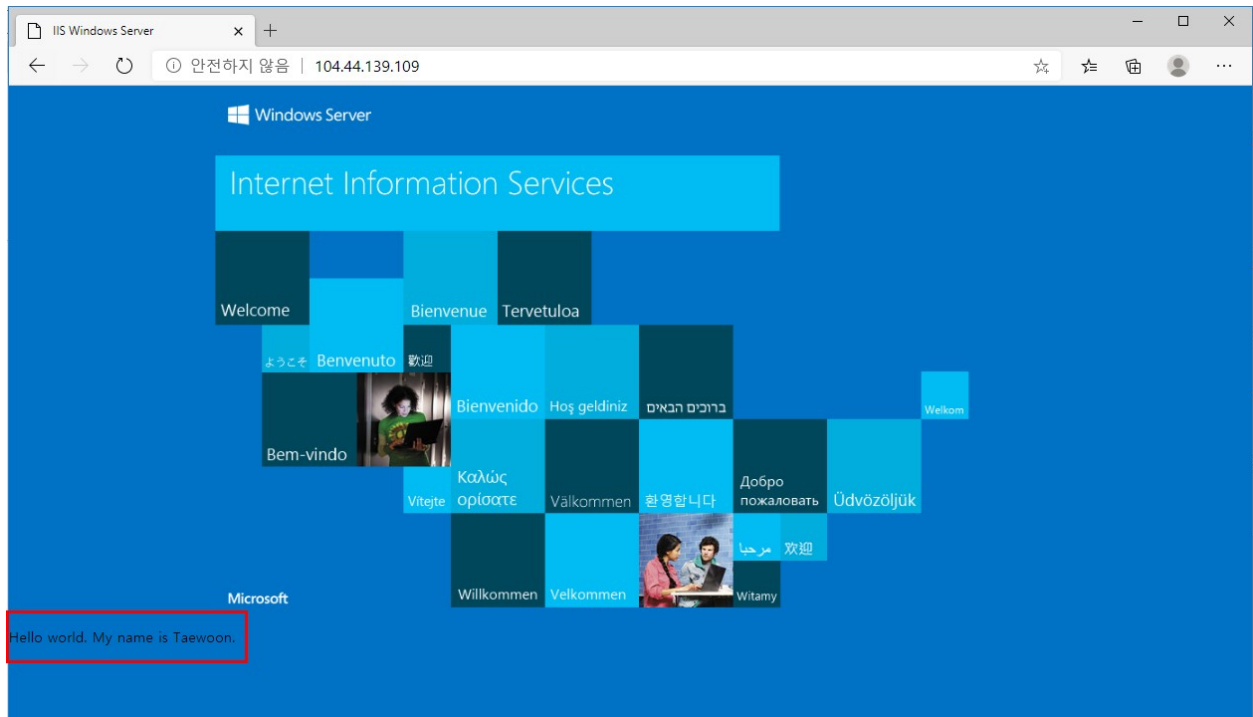 IIS Windows Server
안전하지 않음 | 104.44.139.109
Windows Server
Internet Information Services
Welcome
Bienvenue
Tervetuloa
ようこそ
Benvenuto
歡迎
Bienvenido
Hoş geldiniz
ברוכים הבאים
Welkom
Bem-vindo
Vítejte
Καλώς
ορίσατε
Välkommen
환영합니다
Добро
пожаловать
Üdvözöljük
مرحبا
欢迎
Microsoft
Willkommen
Velkommen
Witamy
Hello world. My name is Taewoon.